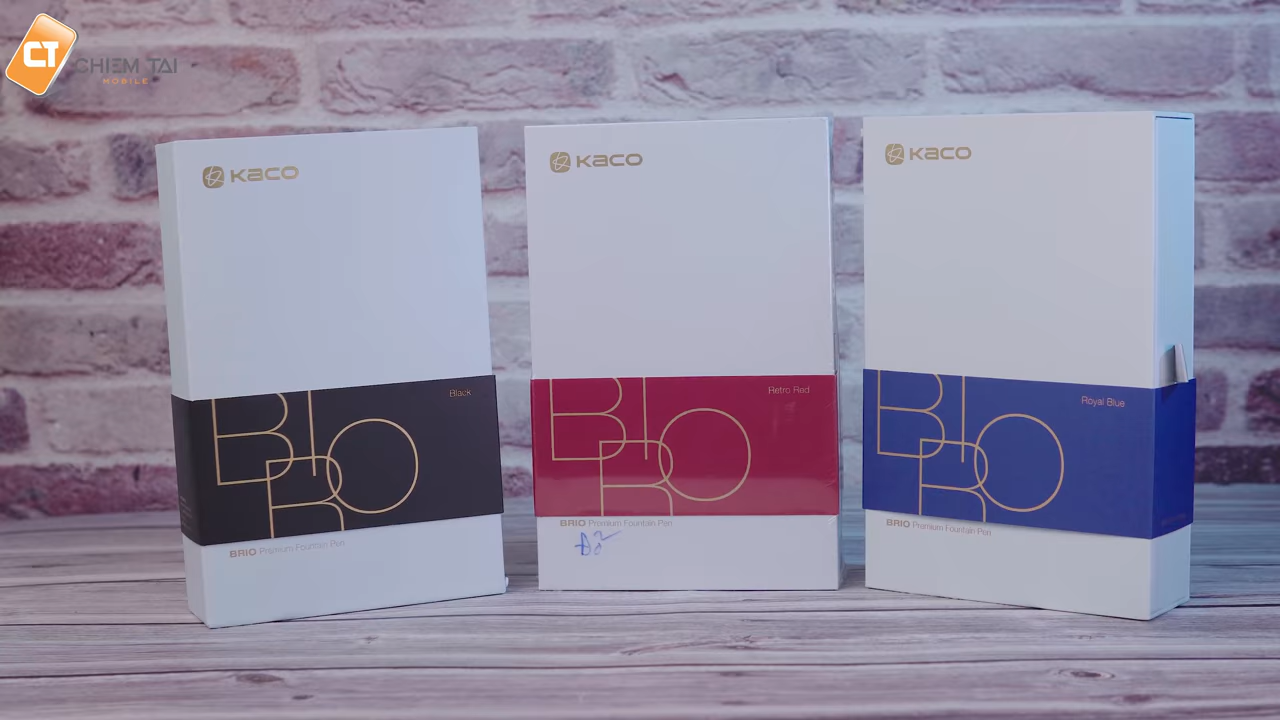 CT
CHIEM TAI
MOBILE
KACO
Black
BRIO
BRIO Premium Fountain Pen
KACO
Retro Red
BRIO
BRIO Premium Fountain Pen
Đỏ
KACO
Royal Blue
BRIO
BRIO Premium Fountain Pen